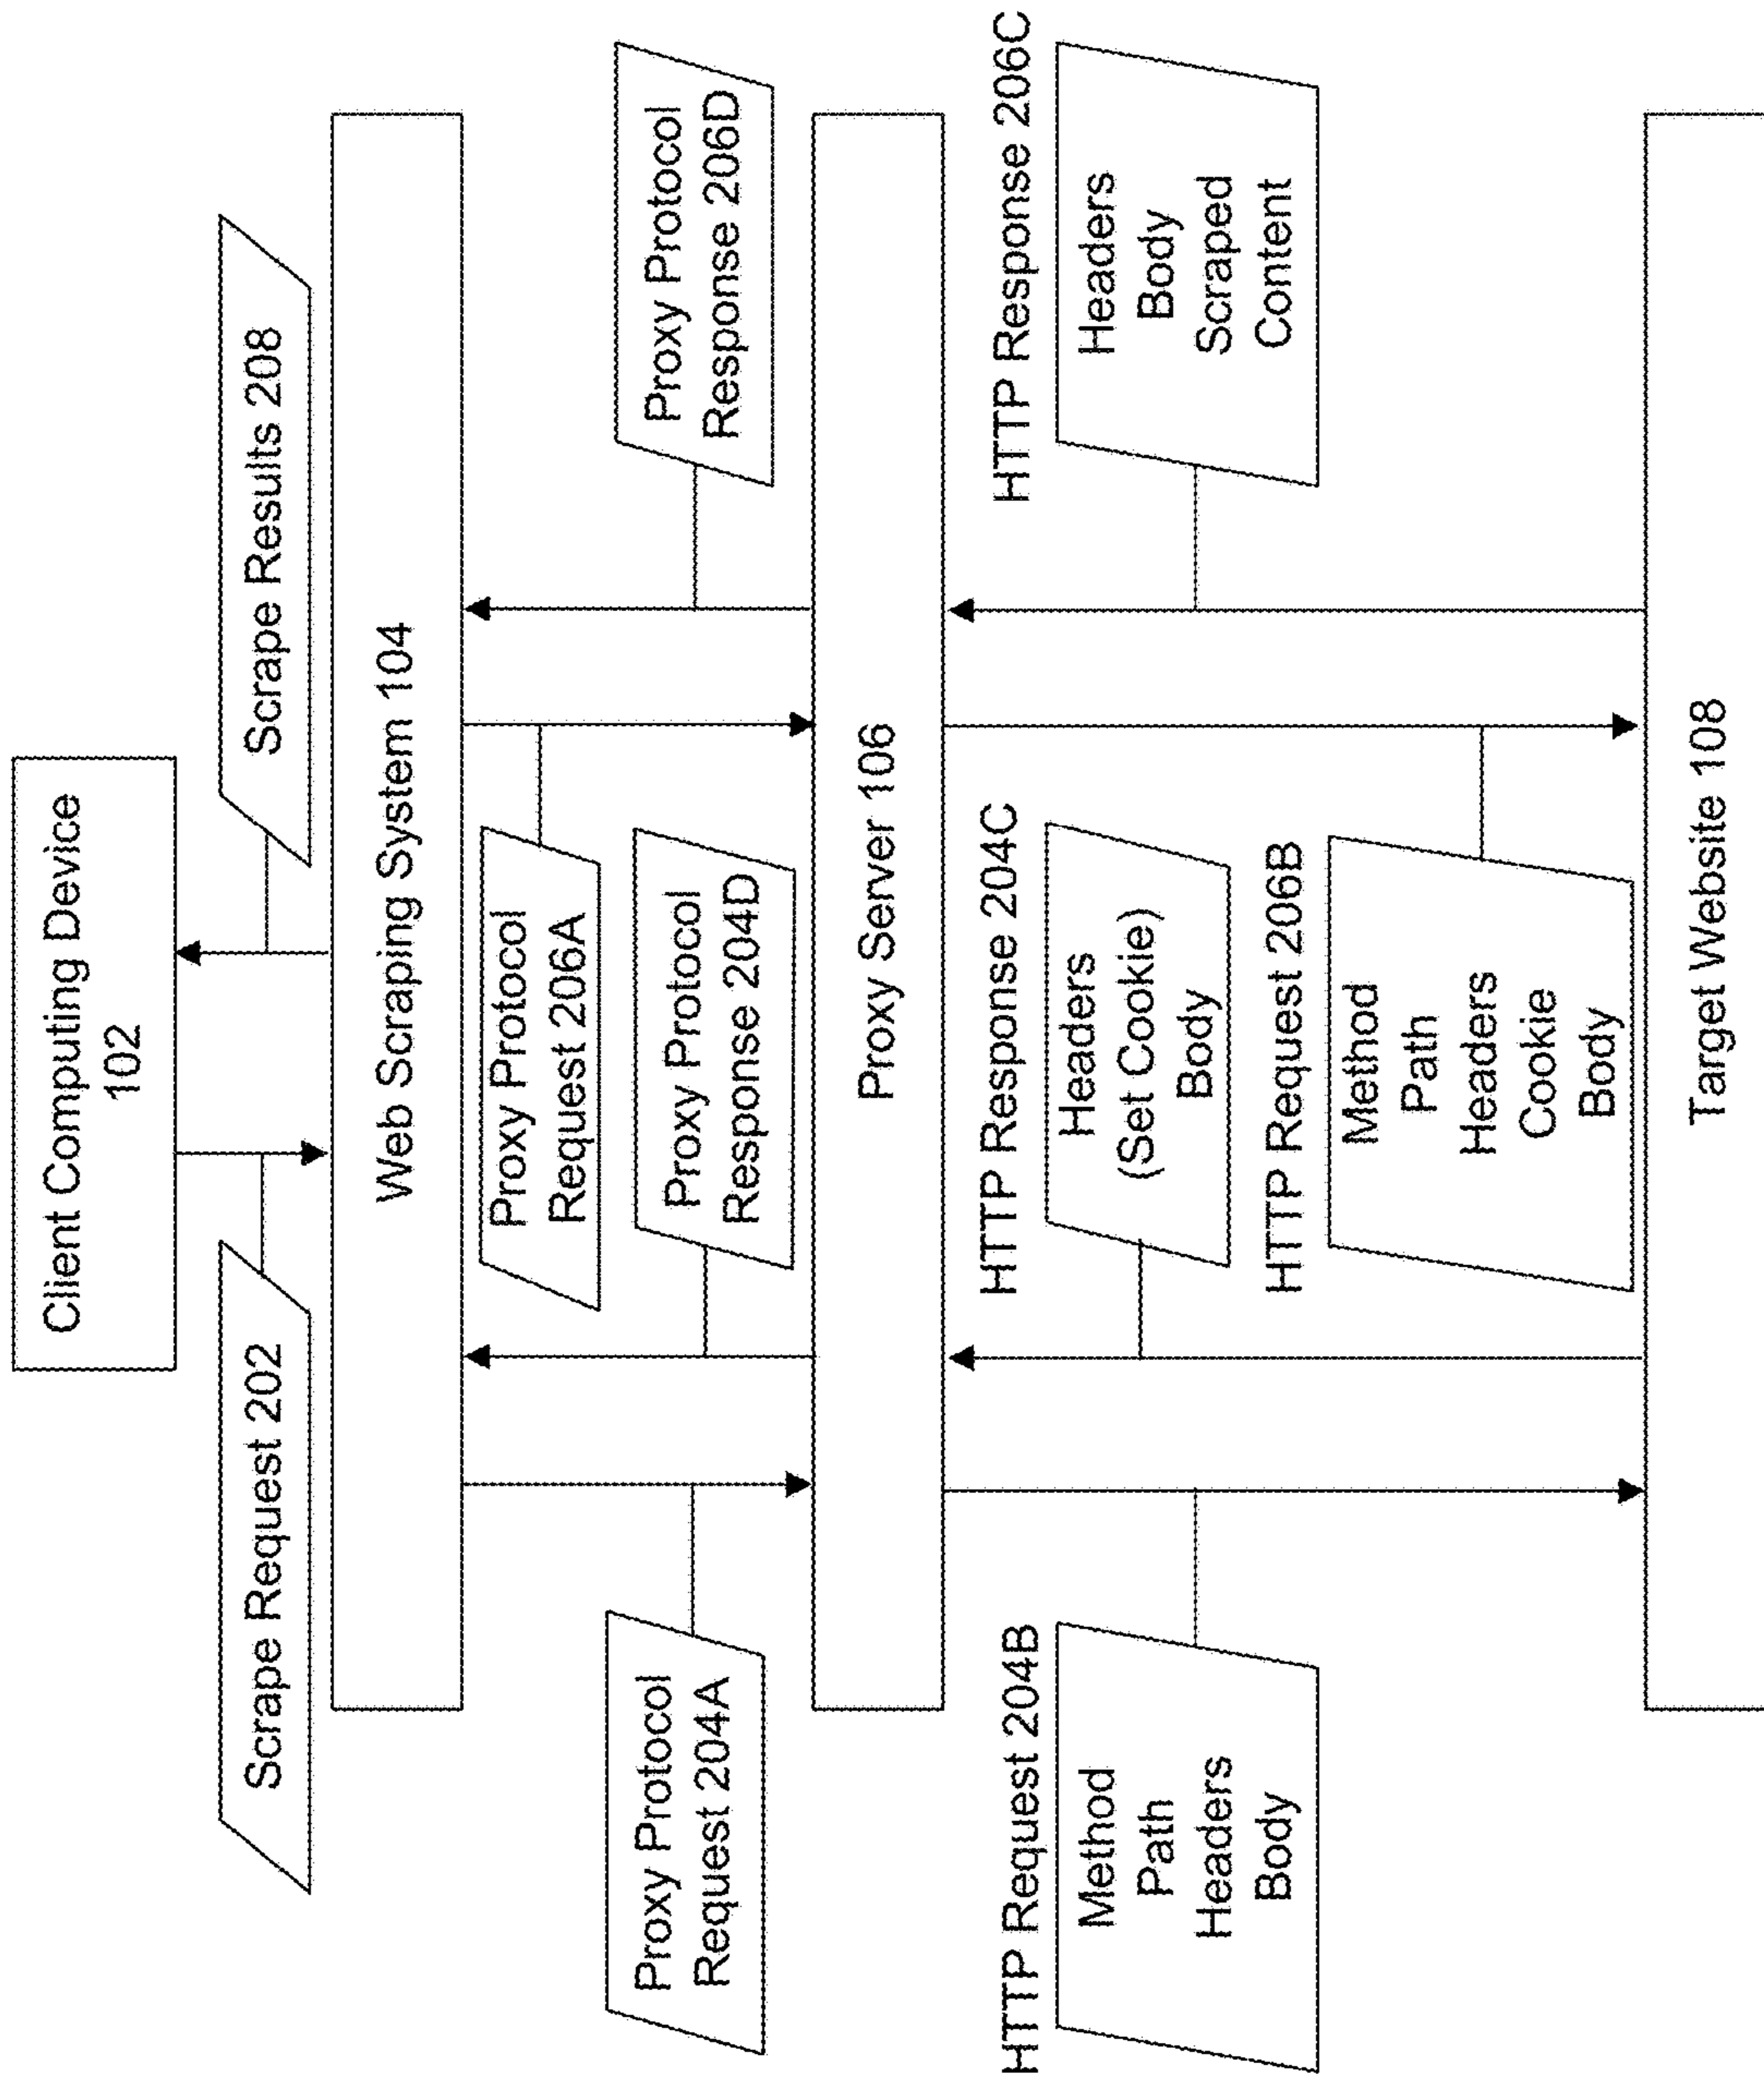 Client Computing Device
102
Scrape Request 202
Scrape Results 208
Web Scraping System 104
Proxy Protocol
Request 204A
Proxy Protocol
Request 206A
Proxy Protocol
Response 204D
Proxy Protocol
Response 206D
Proxy Server 106
HTTP Request 204B
Method
Path
Headers
Body
HTTP Response 204C
Headers
(Set Cookie)
Body
HTTP Request 206B
Method
Path
Headers
Cookie
Body
HTTP Response 206C
Headers
Body
Scraped
Content
Target Website 108